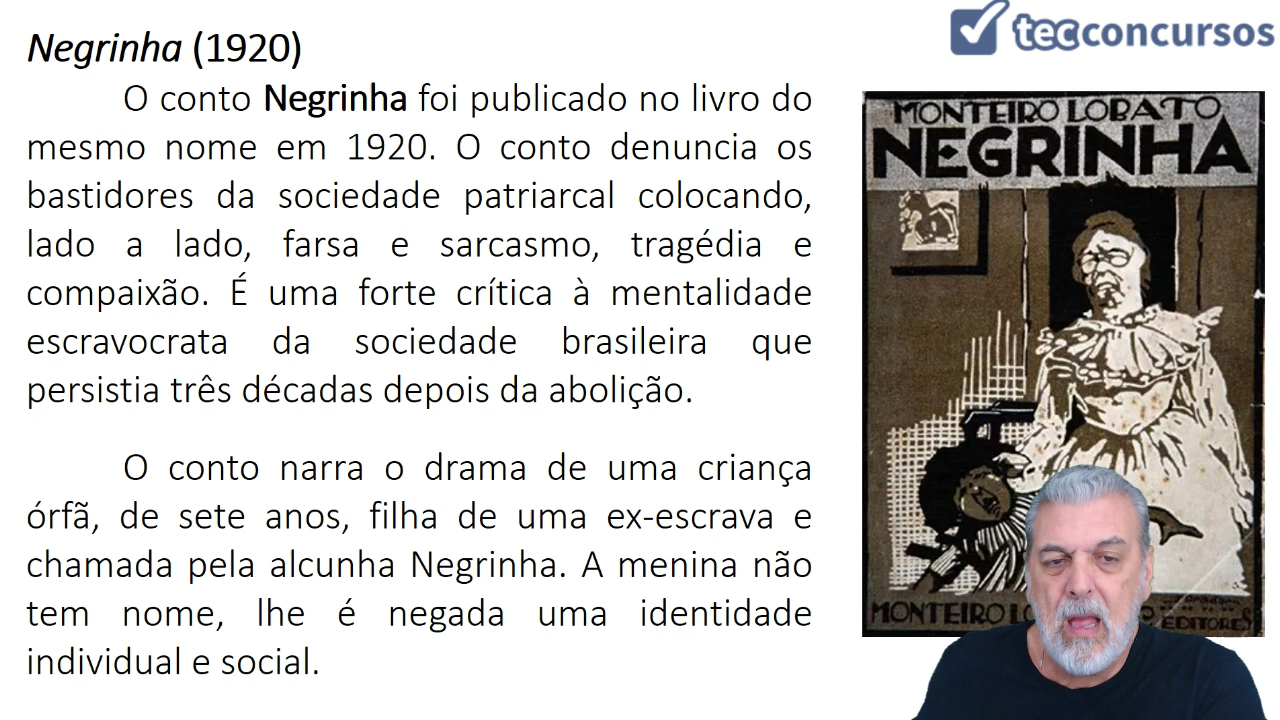 tecconcursos
Negrinha (1920)
O conto Negrinha foi publicado no livro do
mesmo nome em 1920. O conto denuncia os
bastidores da sociedade patriarcal colocando,
lado a lado, farsa e sarcasmo, tragédia e
compaixão. É uma forte crítica à mentalidade
escravocrata da sociedade brasileira que
persistia três décadas depois da abolição.
O conto narra o drama de uma criança
órfã, de sete anos, filha de uma ex-escrava e
chamada pela alcunha Negrinha. A menina não
tem nome, lhe é negada uma identidade
individual e social.
MONTEIRO LOBATO
NEGRINHA
MONTEIRO LO
EDITORES